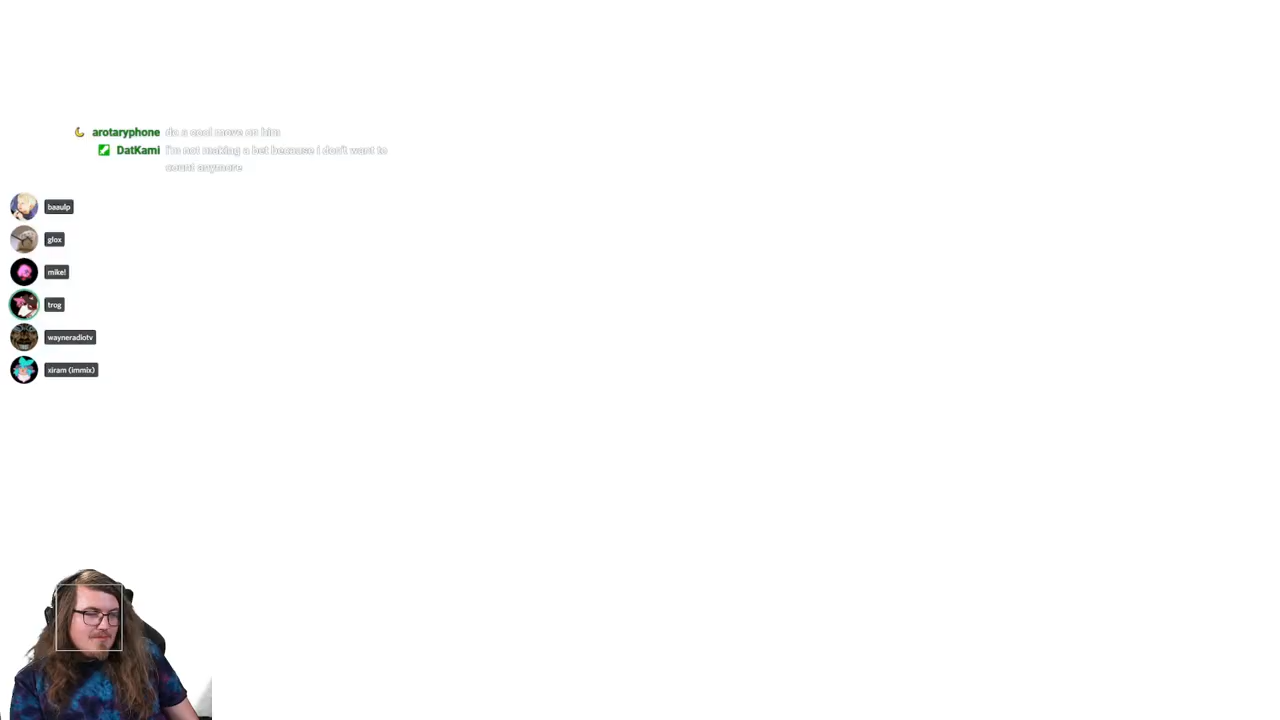 arotaryphone do a cool move on him
DatKami I'm not making a bet because i don't want to
count anymore
baaulp
glox
mike!
trog
wayneradiotv
xiram (immix)